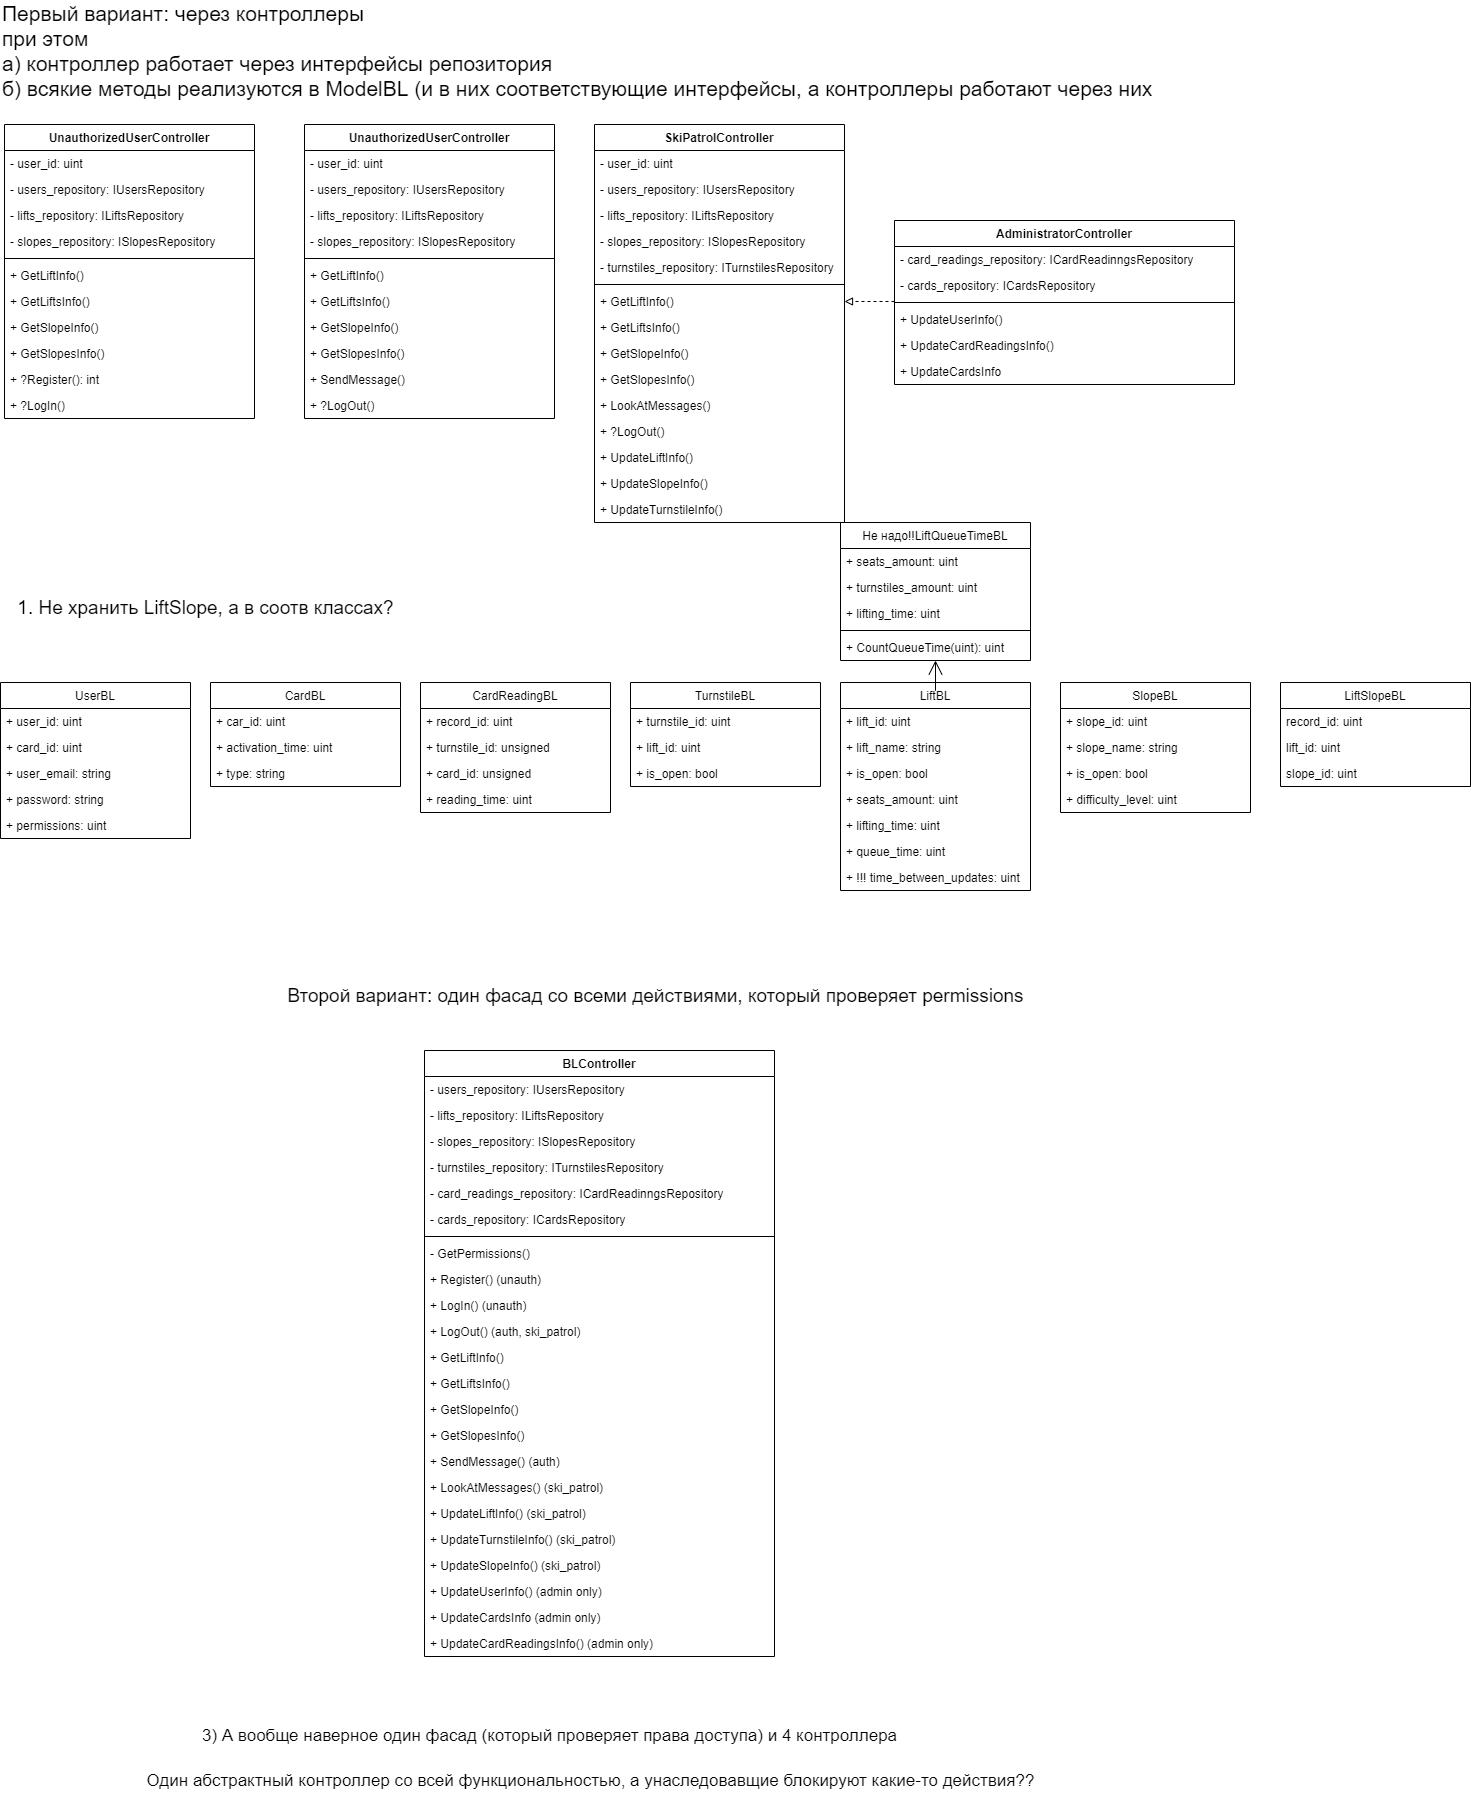 Первый вариант: через контроллеры
при этом
а) контроллер работает через интерфейсы репозитория
б) всякие методы реализуются в ModelBL (и в них соответствующие интерфейсы, а контроллеры работают через них
UnauthorizedUserController
- user_id: uint
- users_repository: IUsersRepository
- lifts_repository: ILiftsRepository
- slopes_repository: ISlopesRepository
+ GetLiftInfo()
+ GetLiftsInfo()
+ GetSlopeInfo()
+ GetSlopesInfo()
+ ?Register(): int
+ ?LogIn()
UnauthorizedUserController
- user_id: uint
- users_repository: IUsersRepository
- lifts_repository: ILiftsRepository
- slopes_repository: ISlopesRepository
+ GetLiftInfo()
+ GetLiftsInfo()
+ GetSlopeInfo()
+ GetSlopesInfo()
+ SendMessage()
+ ?LogOut()
SkiPatrolController
- user_id: uint
- users_repository: IUsersRepository
- lifts_repository: ILiftsRepository
- slopes_repository: ISlopesRepository
- turnstiles_repository: ITurnstilesRepository
+ GetLiftInfo()
+ GetLiftsInfo()
+ GetSlopeInfo()
+ GetSlopesInfo()
+ LookAtMessages()
+ ?LogOut()
+ UpdateLiftInfo()
+ UpdateSlopeInfo()
+ UpdateTurnstileInfo()
AdministratorController
- card_readings_repository: ICardReadinngsRepository
- cards_repository: ICardsRepository
+ UpdateUserInfo()
+ UpdateCardReadingsInfo()
+ UpdateCardsInfo
Не надо!!LiftQueueTimeBL
+ seats_amount: uint
+ turnstiles_amount: uint
+ lifting_time: uint
+ CountQueueTime(uint): uint
1. Не хранить LiftSlope, а в соотв классах?
UserBL
+ user_id: uint
+ card_id: uint
+ user_email: string
+ password: string
+ permissions: uint
CardBL
+ car_id: uint
+ activation_time: uint
+ type: string
CardReadingBL
+ record_id: uint
+ turnstile_id: unsigned
+ card_id: unsigned
+ reading_time: uint
TurnstileBL
+ turnstile_id: uint
+ lift_id: uint
+ is_open: bool
LiftBL
+ lift_id: uint
+ lift_name: string
+ is_open: bool
+ seats_amount: uint
+ lifting_time: uint
+ queue_time: uint
+ !!! time_between_updates: uint
SlopeBL
+ slope_id: uint
+ slope_name: string
+ is_open: bool
+ difficulty_level: uint
LiftSlopeBL
record_id: uint
lift_id: uint
slope_id: uint
Второй вариант: один фасад со всеми действиями, который проверяет permissions
BLController
- users_repository: IUsersRepository
- lifts_repository: ILiftsRepository
- slopes_repository: ISlopesRepository
- turnstiles_repository: ITurnstilesRepository
- card_readings_repository: ICardReadinngsRepository
- cards_repository: ICardsRepository
- GetPermissions()
+ Register() (unauth)
+ LogIn() (unauth)
+ LogOut() (auth, ski_patrol)
+ GetLiftInfo()
+ GetLiftsInfo()
+ GetSlopeInfo()
+ GetSlopesInfo()
+ SendMessage() (auth)
+ LookAtMessages() (ski_patrol)
+ UpdateLiftInfo() (ski_patrol)
+ UpdateTurnstileInfo() (ski_patrol)
+ UpdateSlopeInfo() (ski_patrol)
+ UpdateUserInfo() (admin only)
+ UpdateCardsInfo (admin only)
+ UpdateCardReadingsInfo() (admin only)
3) А вообще наверное один фасад (который проверяет права доступа) и 4 контроллера
Один абстрактный контроллер со всей функциональностью, а унаследовавщие блокируют какие-то действия??